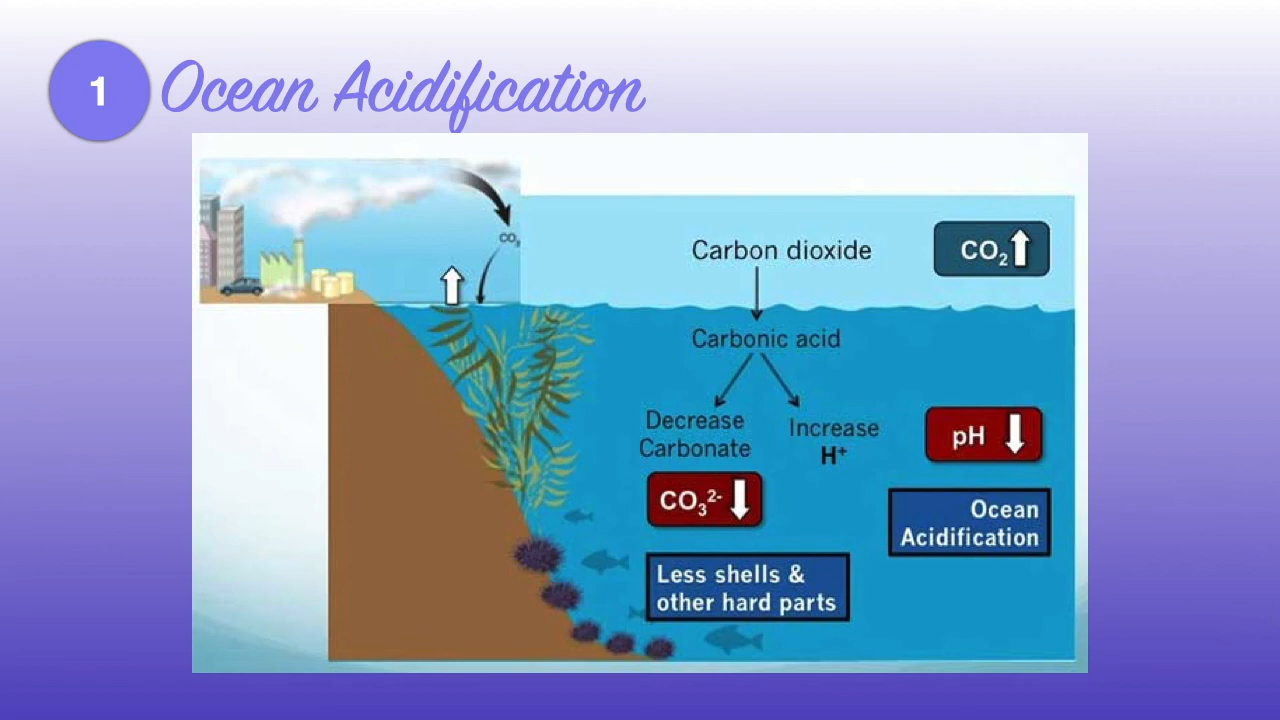 1
Ocean Acidification
CO₂
Carbon dioxide
CO₂
Carbonic acid
Decrease
Carbonate
Increase
H⁺
pH
CO₃²⁻
Ocean
Acidification
Less shells &
other hard parts